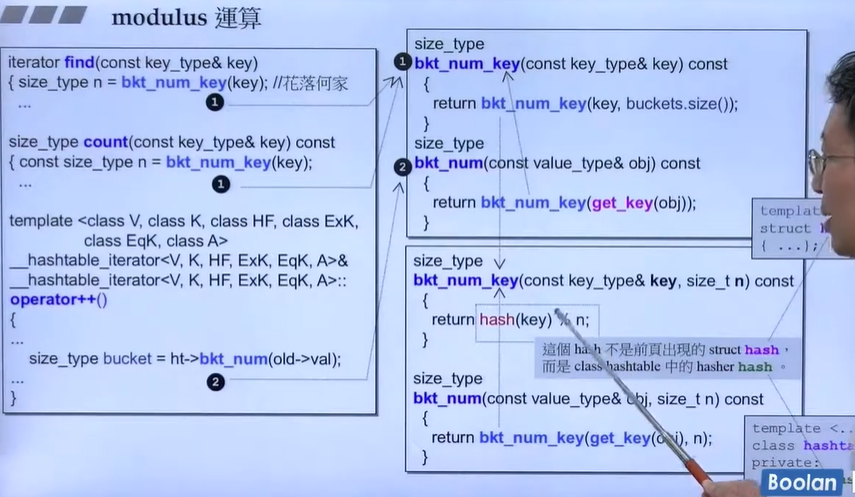 modulus 運算
iterator find(const key_type& key)
{ size_type n = bkt_num_key(key); //花落何家
...
1
size_type count(const key_type& key) const
{ const size_type n = bkt_num_key(key);
...
1
template <class V, class K, class HF, class ExK,
class EqK, class A>
__hashtable_iterator<V, K, HF, ExK, EqK, A>&
__hashtable_iterator<V, K, HF, ExK, EqK, A>::
operator++()
{
...
size_type bucket = ht->bkt_num(old->val);
...
2
}
size_type
1 bkt_num_key(const key_type& key) const
{
return bkt_num_key(key, buckets.size());
}
size_type
2 bkt_num(const value_type& obj) const
{
return bkt_num_key(get_key(obj));
}
size_type
bkt_num_key(const key_type& key, size_t n) const
{
return hash(key) % n;
}
這個 hash 不是前頁出現的 struct hash，
而是 class hashtable 中的 hasher hash 。
size_type
bkt_num(const value_type& obj, size_t n) const
{
return bkt_num_key(get_key(obj), n);
}
struct
{ ...};
template <..
class
private:
Boolan